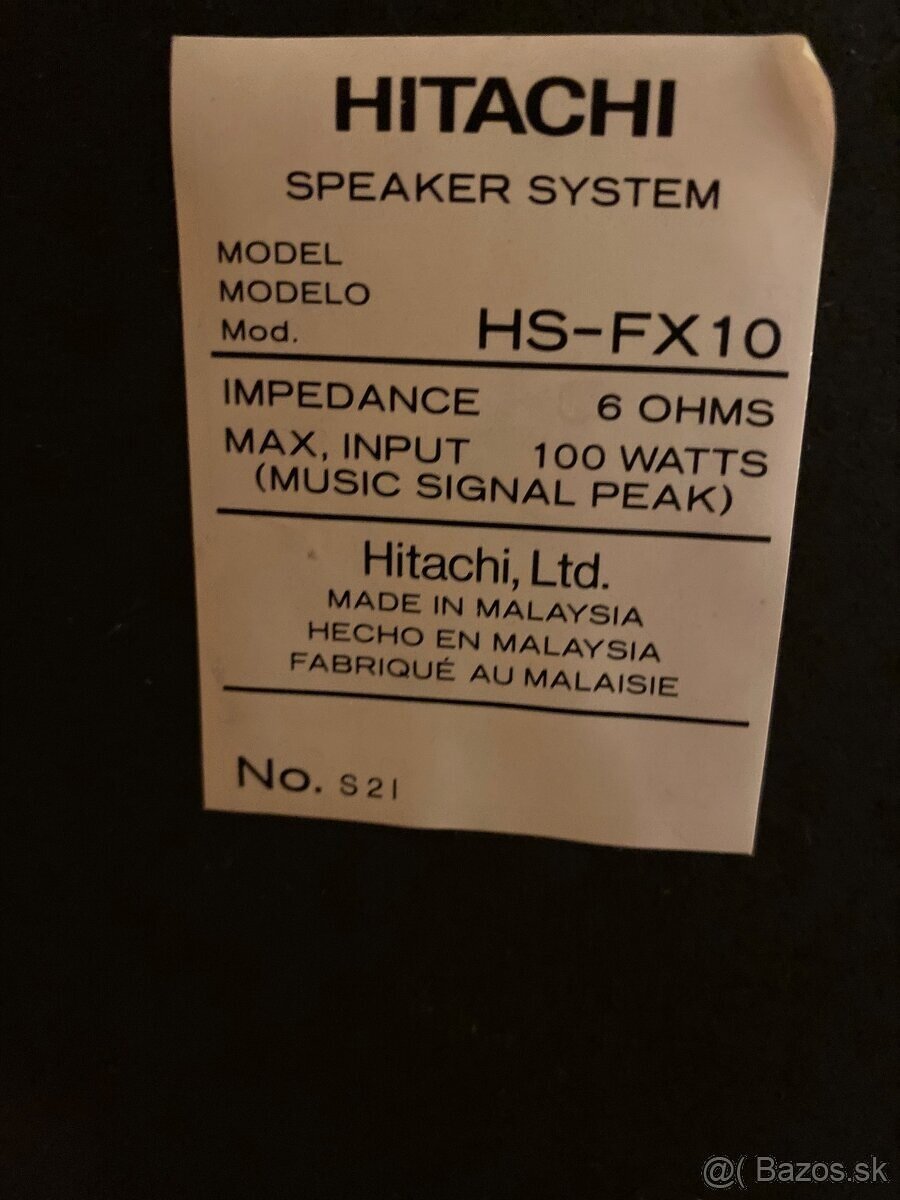 HITACHI
SPEAKER SYSTEM
MODEL
MODELO
Mod. HS-FX10
IMPEDANCE 6 OHMS
MAX, INPUT 100 WATTS
(MUSIC SIGNAL PEAK)
Hitachi, Ltd.
MADE IN MALAYSIA
HECHO EN MALAYSIA
FABRIQUÉ AU MALAISIE
No. S21
@( Bazos.sk